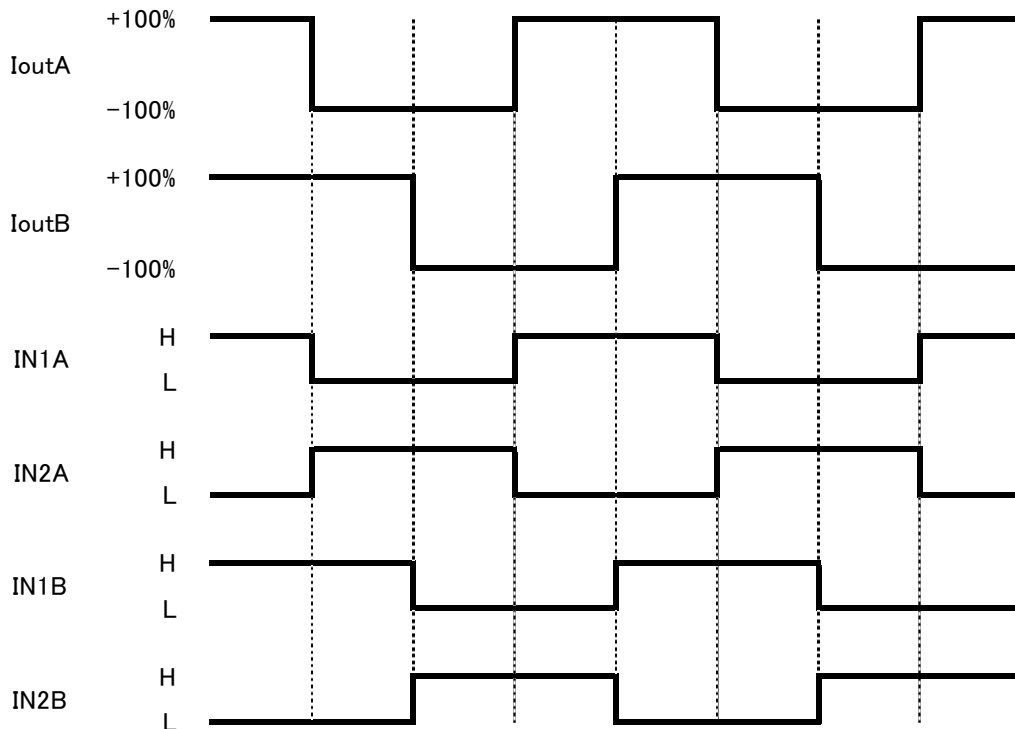 +100%
IoutA
−100%
+100%
IoutB
−100%
H
IN1A
L
H
IN2A
L
H
IN1B
L
H
IN2B
L